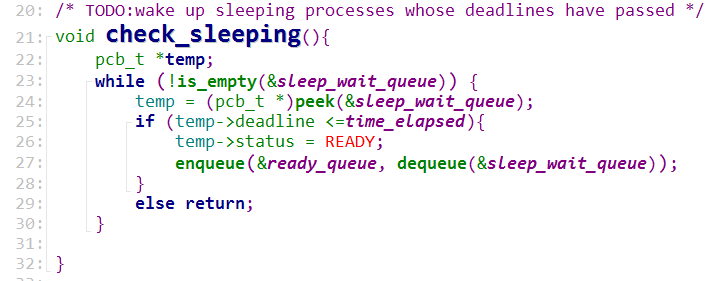 20: /* TODO:wake up sleeping processes whose deadlines have passed */
21: void check_sleeping(){
22: pcb_t *temp;
23: while (!is_empty(&sleep_wait_queue)) {
24: temp = (pcb_t *)peek(&sleep_wait_queue);
25: if (temp->deadline <=time_elapsed){
26: temp->status = READY;
27: enqueue(&ready_queue, dequeue(&sleep_wait_queue));
28: }
29: else return;
30: }
31:
32: }